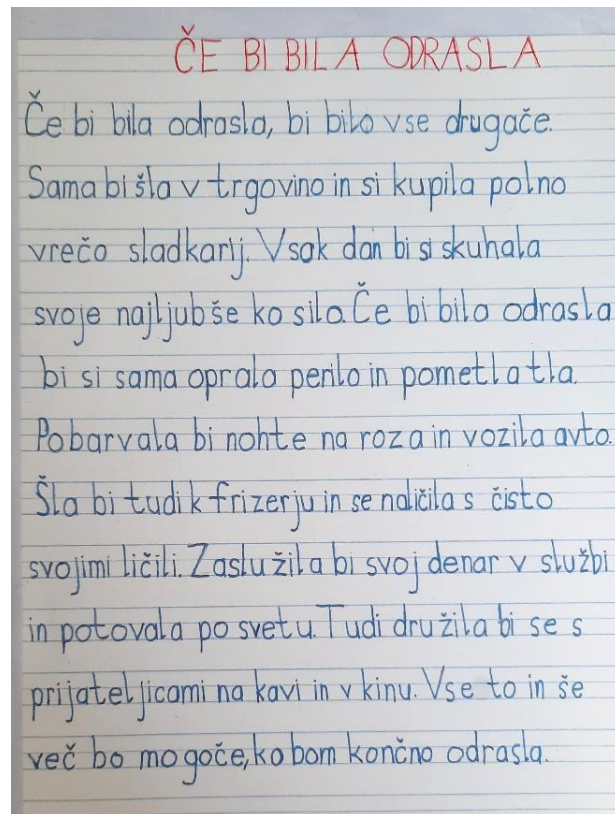 ČE BI BILA ODRASLA
Če bi bila odrasla, bi bilo vse drugače.
Sama bi šla v trgovino in si kupila polno
vrečo sladkarij. Vsak dan bi si skuhala
svoje najljubše kosilo. Če bi bila odrasla
bi si sama oprala perilo in pometla tla.
Pobarvala bi nohte na roza in vozila avto.
Šla bi tudi k frizerju in se naličila s čisto
svojimi ličili. Zaslužila bi svoj denar v službi
in potovala po svetu. Tudi družila bi se s
prijateljicami na kavi in v kinu. Vse to in še
več bo mogoče, ko bom končno odrasla.